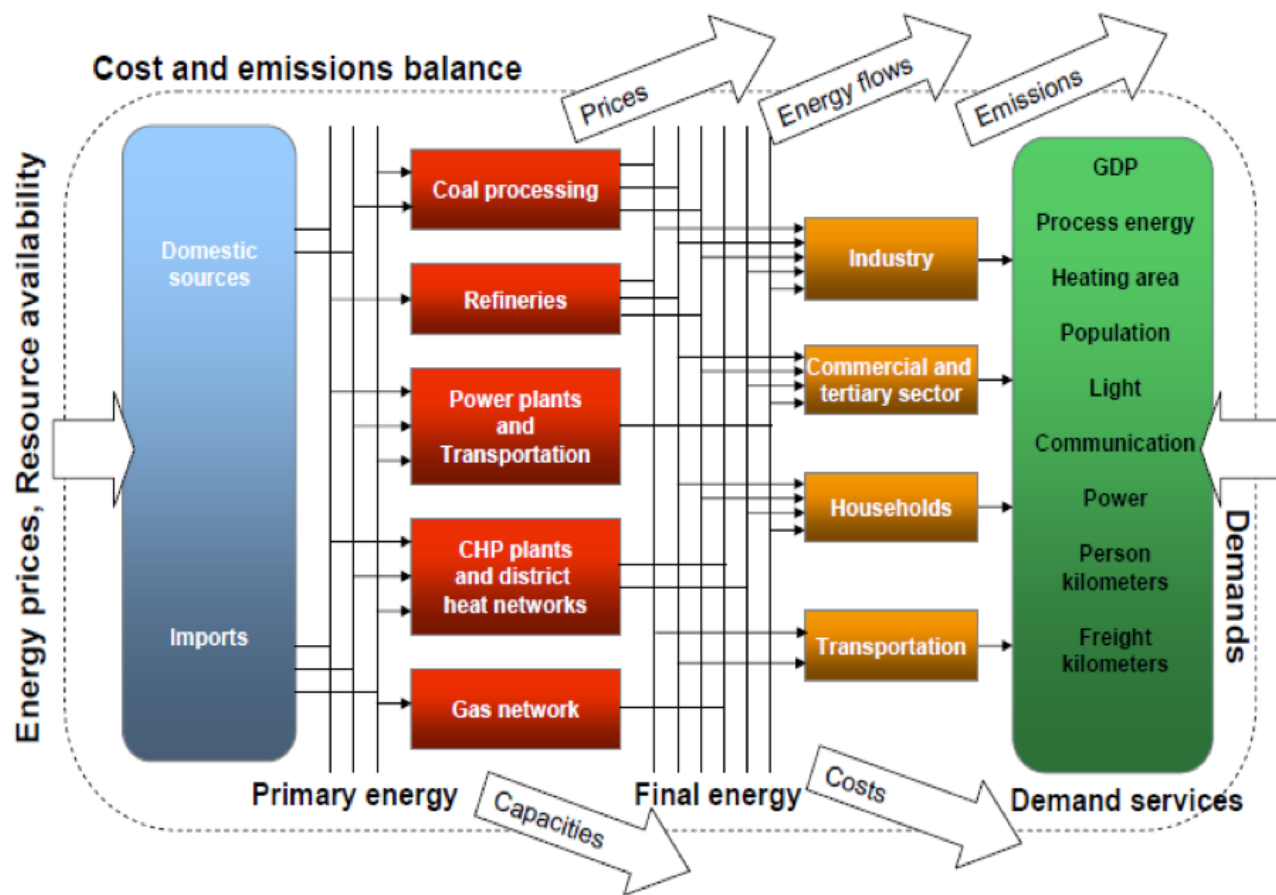 Cost and emissions balance
Prices
Energy flows
Emissions
Energy prices, Resource availability
Domestic
sources
Imports
Coal processing
Refineries
Power plants
and
Transportation
CHP plants
and district
heat networks
Gas network
Industry
Commercial and
tertiary sector
Households
Transportation
GDP
Process energy
Heating area
Population
Light
Communication
Power
Person
kilometers
Freight
kilometers
Demands
Primary energy
Capacities
Final energy
Costs
Demand services